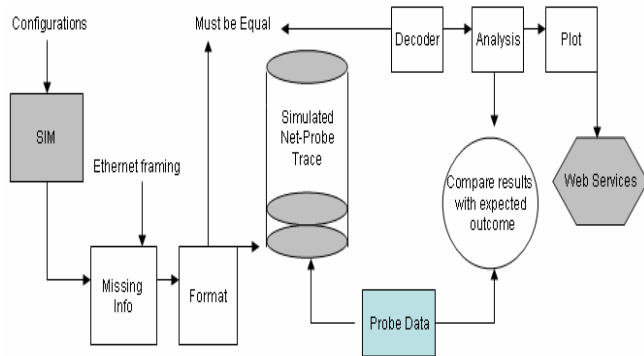 Configurations
Must be Equal
Decoder
Analysis
Plot
SIM
Simulated
Net-Probe
Trace
Ethernet framing
Compare results
with expected
outcome
Web Services
Missing
Info
Format
Probe Data